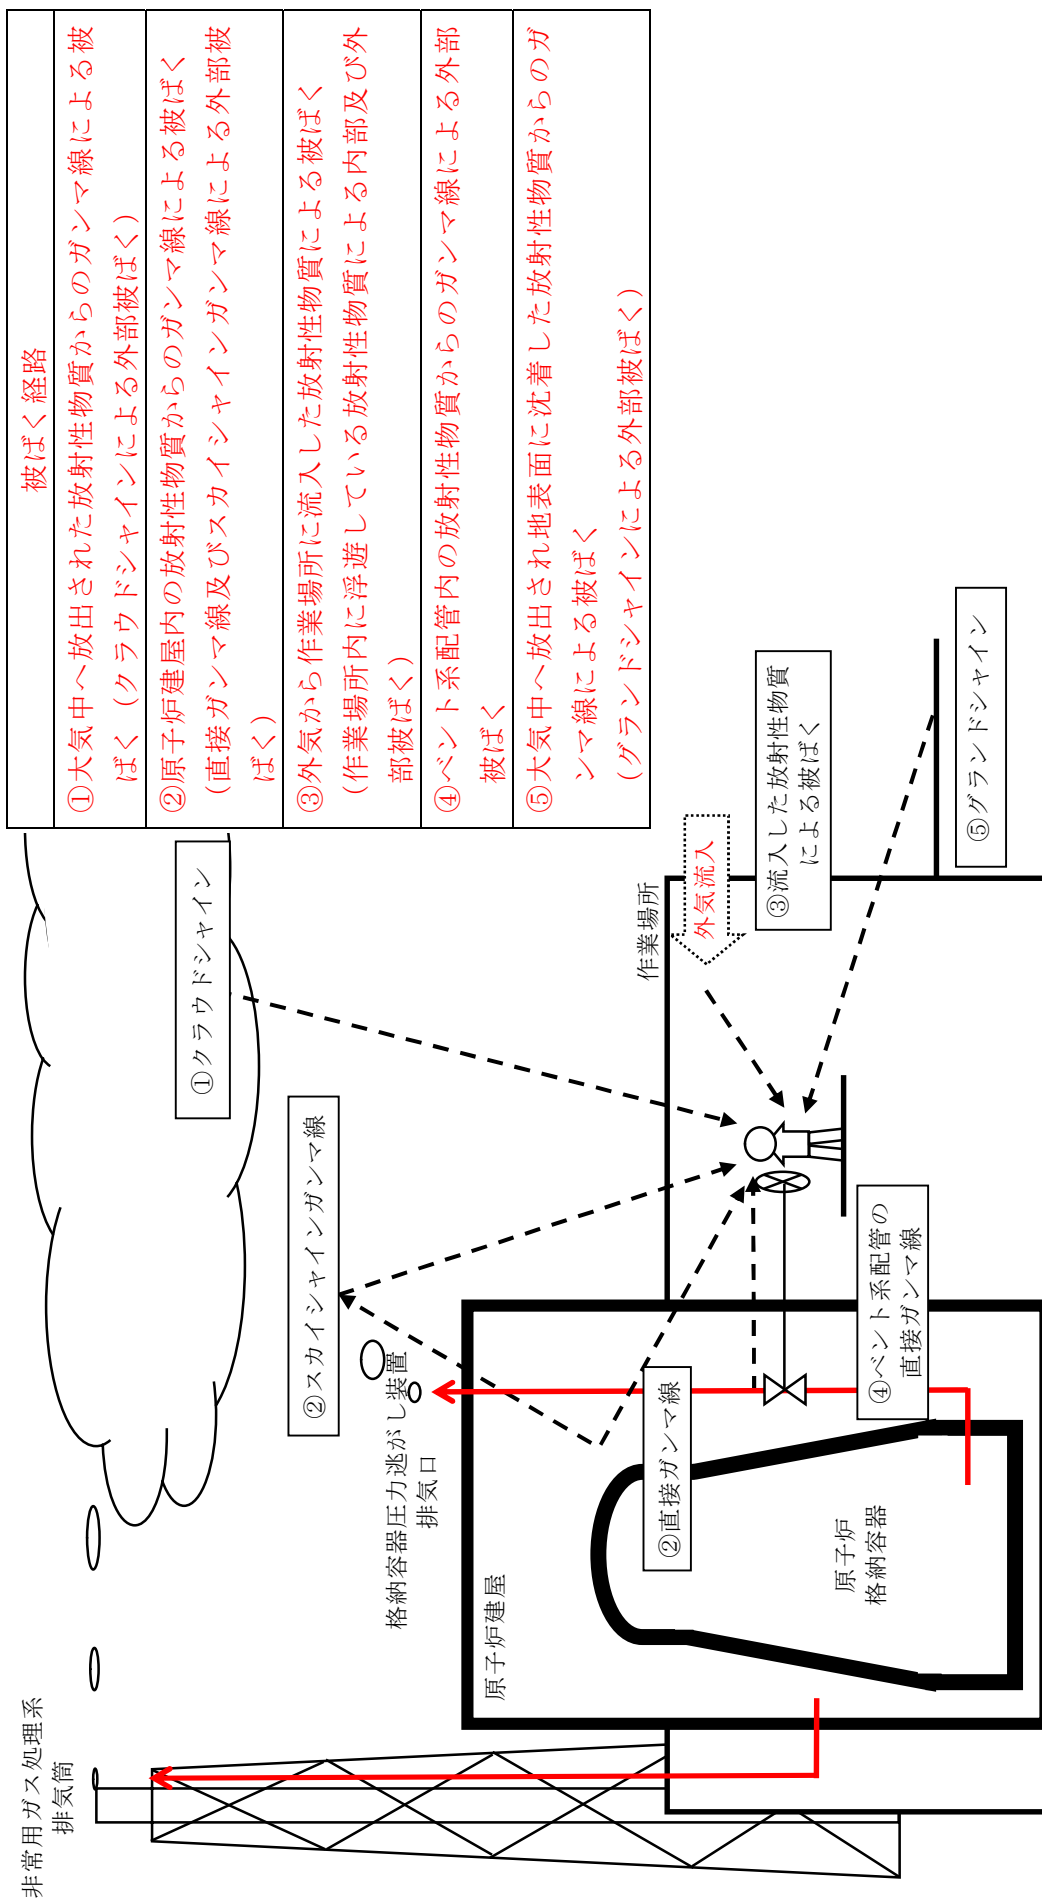 被ばく経路
①大気中へ放出された放射性物質からのガンマ線による被
ばく（クラウドシャインによる外部被ばく）
②原子炉建屋内の放射性物質からのガンマ線による被ばく
（直接ガンマ線及びスカイシャインガンマ線による外部被
ばく）
③外気から作業場所に流入した放射性物質による被ばく
（作業場所内に浮遊している放射性物質による内部及び外
部被ばく）
④ベント系配管内の放射性物質からのガンマ線による外部
被ばく
⑤大気中へ放出され地表面に沈着した放射性物質からのガ
ンマ線による被ばく
（グランドシャインによる外部被ばく）
非常用ガス処理系
排気筒
①クラウドシャイン
②スカイシャインガンマ線
格納容器圧力逃がし装置
排気口
原子炉建屋
②直接ガンマ線
原子炉
格納容器
④ベント系配管の
直接ガンマ線
作業場所
外気流入
③流入した放射性物質
による被ばく
⑤グランドシャイン